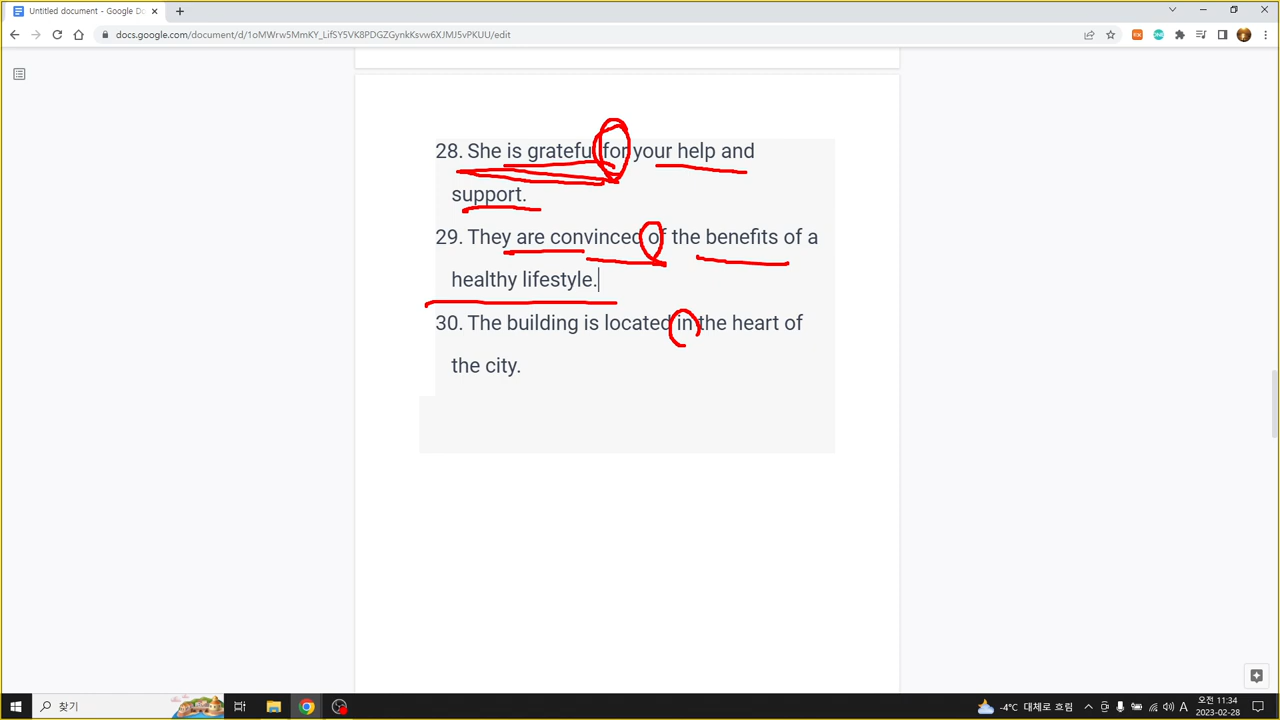 Untitled document - Google Do
docs.google.com/document/d/1oMWrw5MmKY_LifSY5VK8PDGZGynkKsvw6XJMJ5vPKUU/edit
28. She is grateful for your help and
support.
29. They are convinced of the benefits of a
healthy lifestyle.
30. The building is located in the heart of
the city.
찾기
-4°C 대체로 흐림
A
오전 11:34
2023-02-28